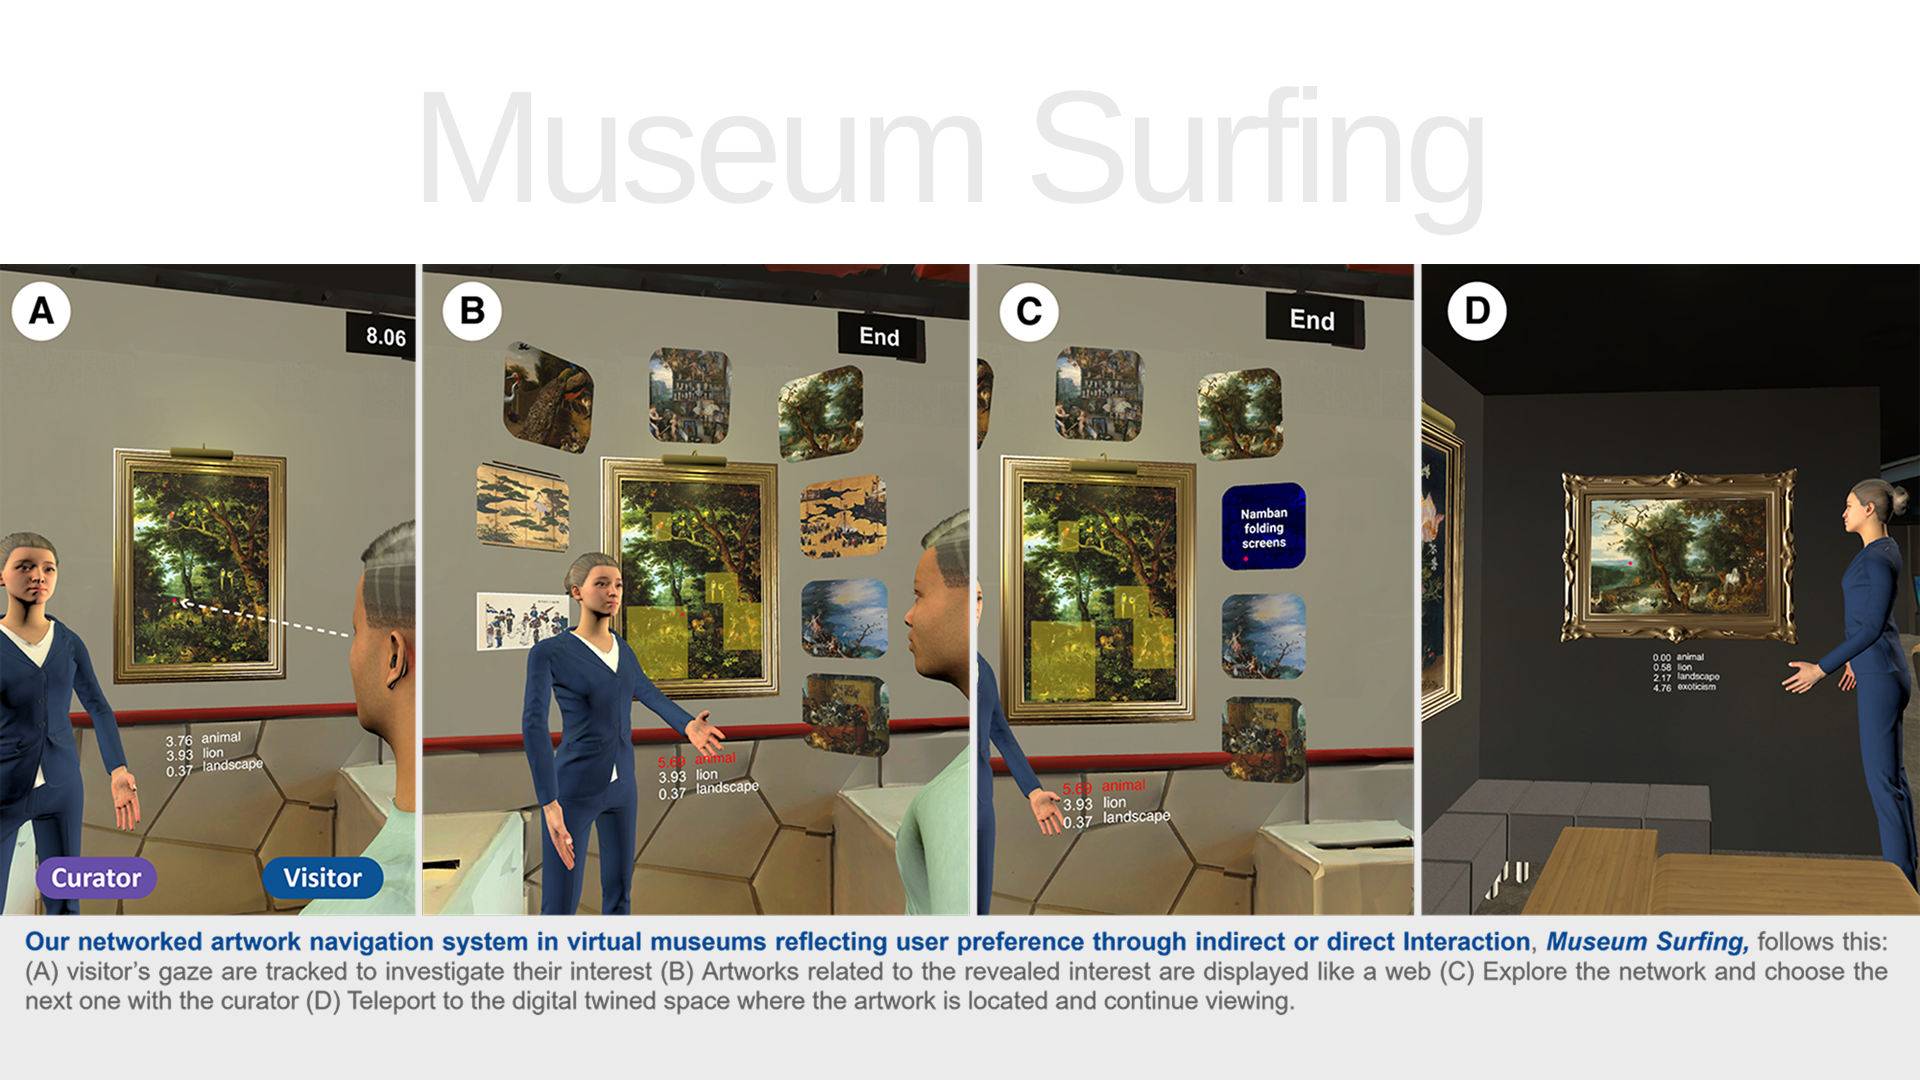 Museum Surfing
A
8.06
3.76 animal
3.93 lion
0.37 landscape
Curator
Visitor
B
End
5.69 animal
3.93 lion
0.37 landscape
C
End
Namban
folding
screens
5.69 animal
3.93 lion
0.37 landscape
D
0.00 animal
0.58 lion
2.17 landscape
4.76 exoticism
Our networked artwork navigation system in virtual museums reflecting user preference through indirect or direct Interaction, Museum Surfing, follows this:
(A) visitor’s gaze are tracked to investigate their interest (B) Artworks related to the revealed interest are displayed like a web (C) Explore the network and choose the
next one with the curator (D) Teleport to the digital twined space where the artwork is located and continue viewing.